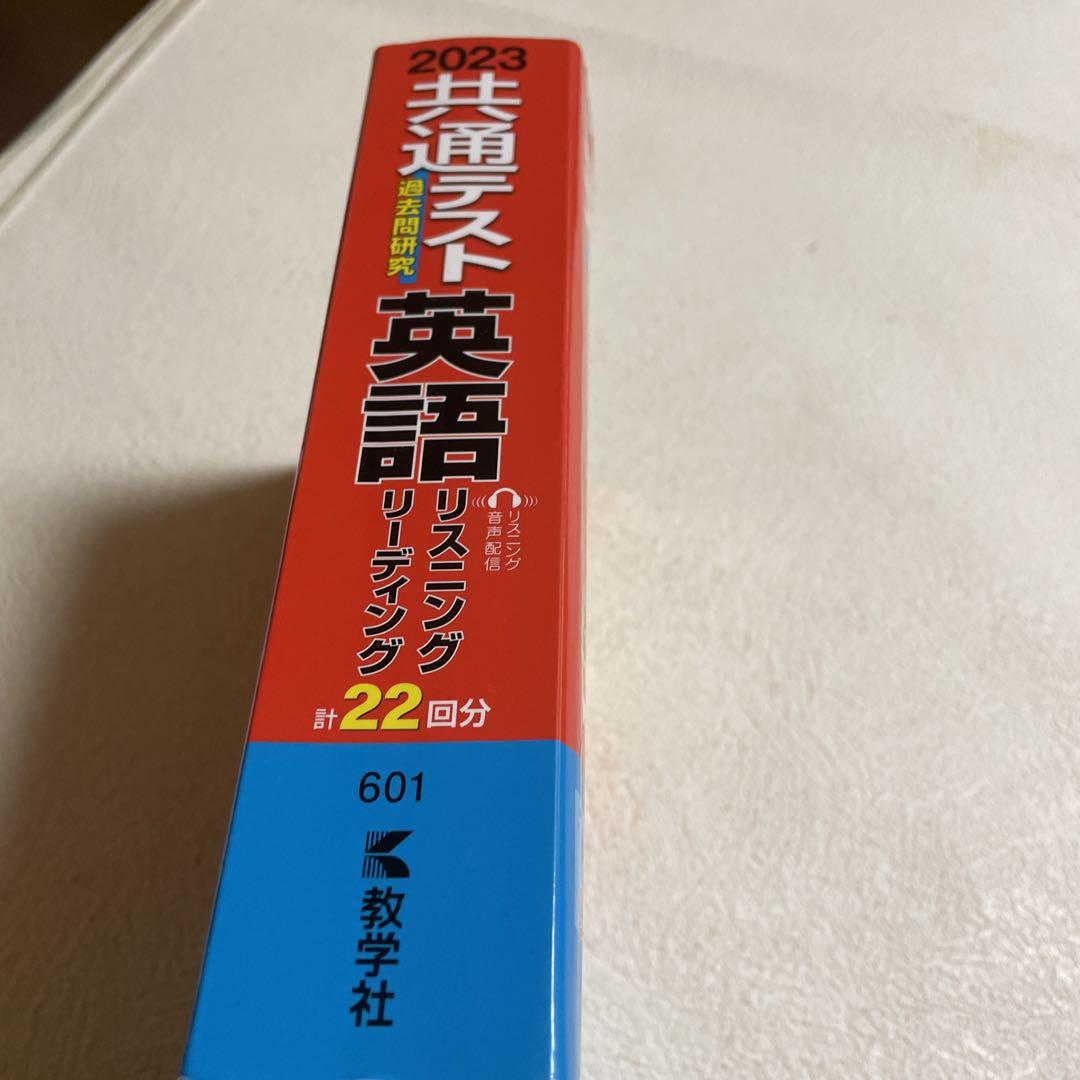 2023
共通テスト
過去問研究
英語
リスニング
リーディング
リスニング
音声配信
計22回分
601
教学社